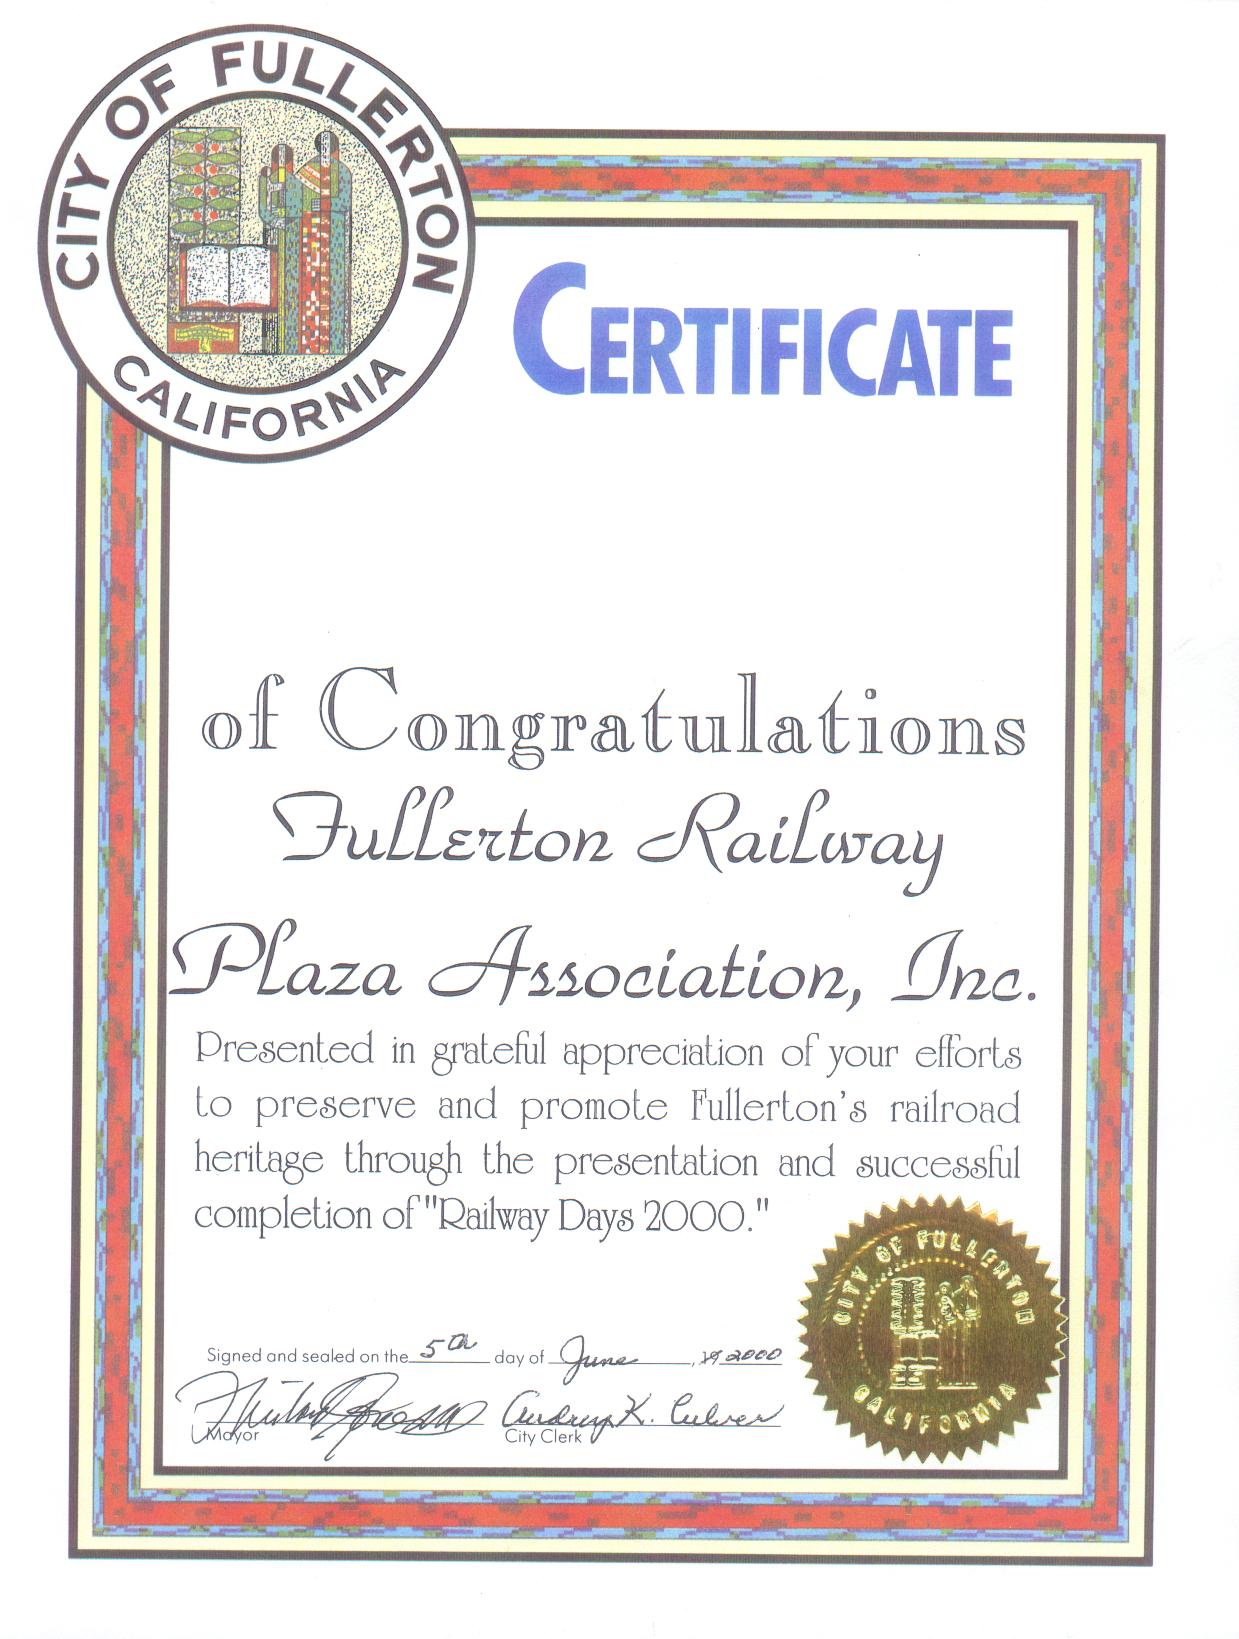 CITY OF FULLERTON
CALIFORNIA
CERTIFICATE
of Congratulations
Fullerton Railway
Plaza Association, Inc.
Presented in grateful appreciation of your efforts
to preserve and promote Fullerton's railroad
heritage through the presentation and successful
completion of "Railway Days 2000."
CITY OF FULLERTON
CALIFORNIA
Signed and sealed on the 5th day of June, 19 2000
Audrey K. Culver
Mayor City Clerk